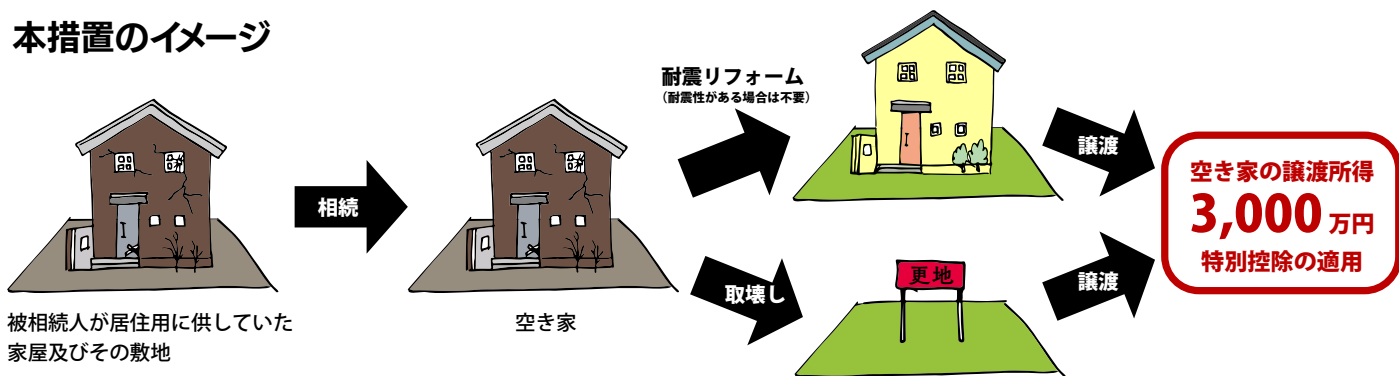 本措置のイメージ
被相続人が居住用に供していた
家屋及びその敷地
相続
空き家
耐震リフォーム
（耐震性がある場合は不要）
取壊し
更地
譲渡
譲渡
空き家の譲渡所得
3,000万円
特別控除の適用